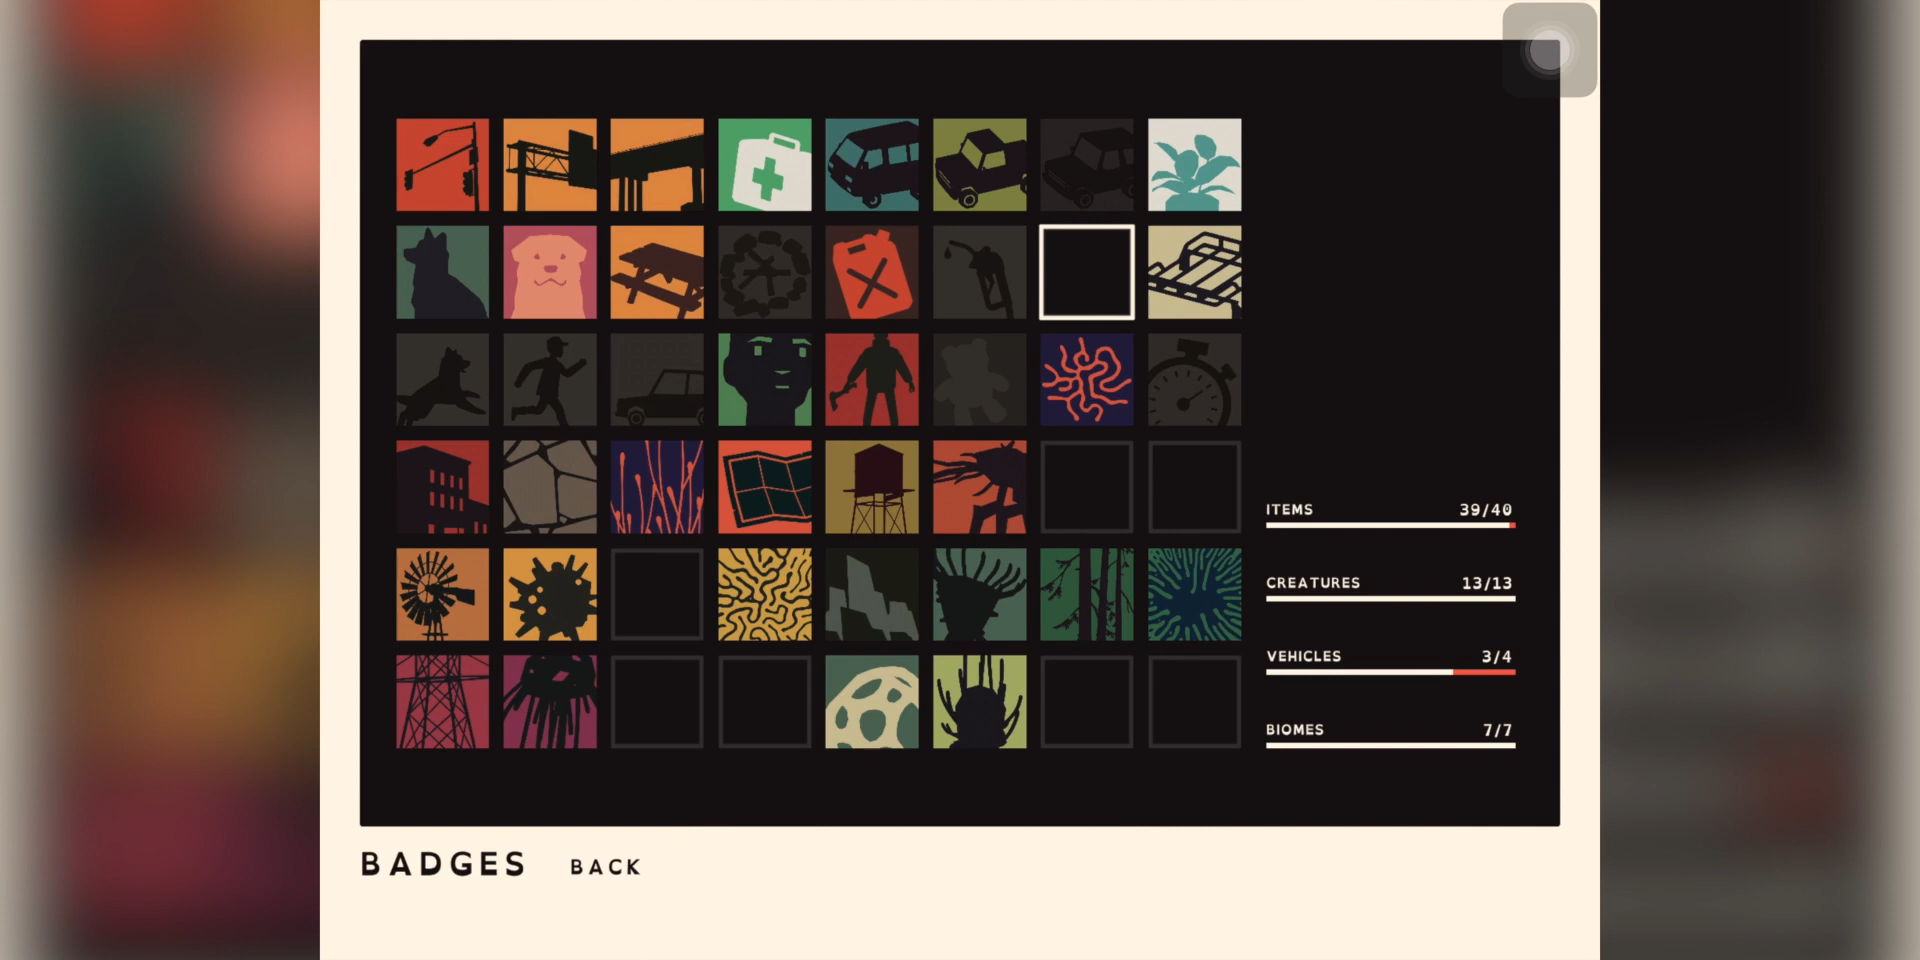 ITEMS 39/40
CREATURES 13/13
VEHICLES 3/4
BIOMES 7/7
BADGES BACK